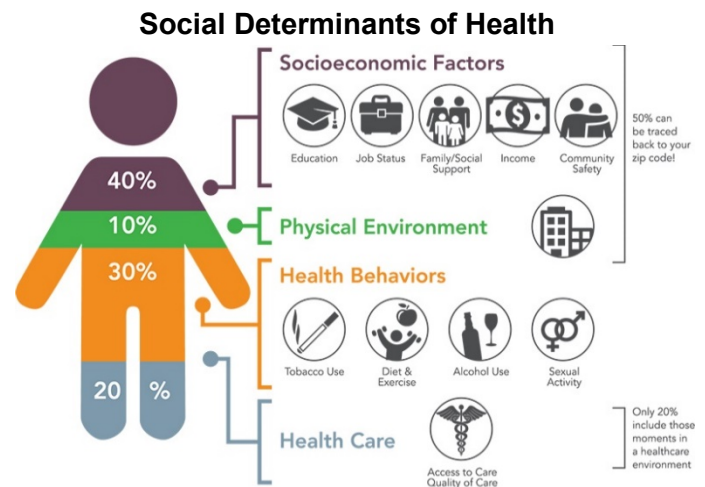 Social Determinants of Health
Socioeconomic Factors
Education
Job Status
Family/Social
Support
Income
Community
Safety
50% can
be traced
back to your
zip code!
40%
10%
Physical Environment
30%
Health Behaviors
Tobacco Use
Diet &
Exercise
Alcohol Use
Sexual
Activity
20 %
Health Care
Access to Care
Quality of Care
Only 20%
include those
moments in
a healthcare
environment